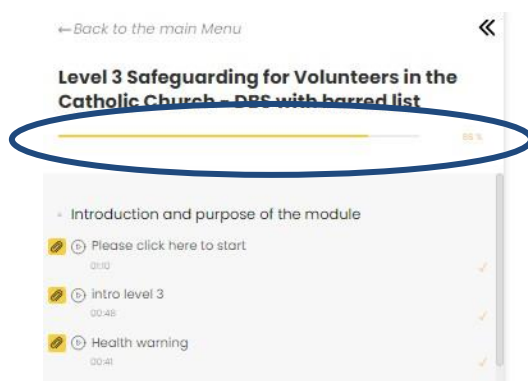 ←Back to the main Menu
Level 3 Safeguarding for Volunteers in the
Catholic Church - DBS with barred list
86%
Introduction and purpose of the module
Please click here to start
01:10
intro level 3
00:48
Health warning
00:41